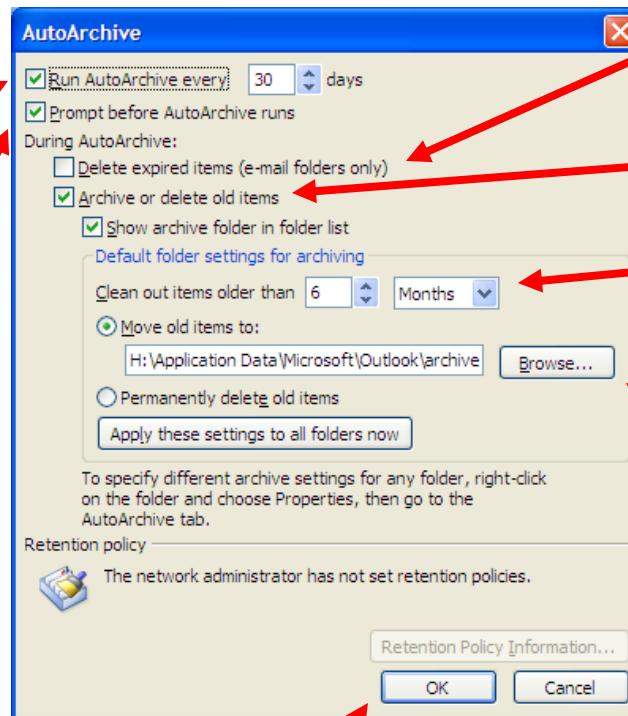 AutoArchive
Run AutoArchive every 30 days
Prompt before AutoArchive runs
During AutoArchive:
Delete expired items (e-mail folders only)
Archive or delete old items
Show archive folder in folder list
Default folder settings for archiving
Clean out items older than 6 Months
Move old items to:
H:\Application Data\Microsoft\Outlook\archive Browse...
Permanently delete old items
Apply these settings to all folders now
To specify different archive settings for any folder, right-click
on the folder and choose Properties, then go to the
AutoArchive tab.
Retention policy
The network administrator has not set retention policies.
Retention Policy Information...
OK Cancel